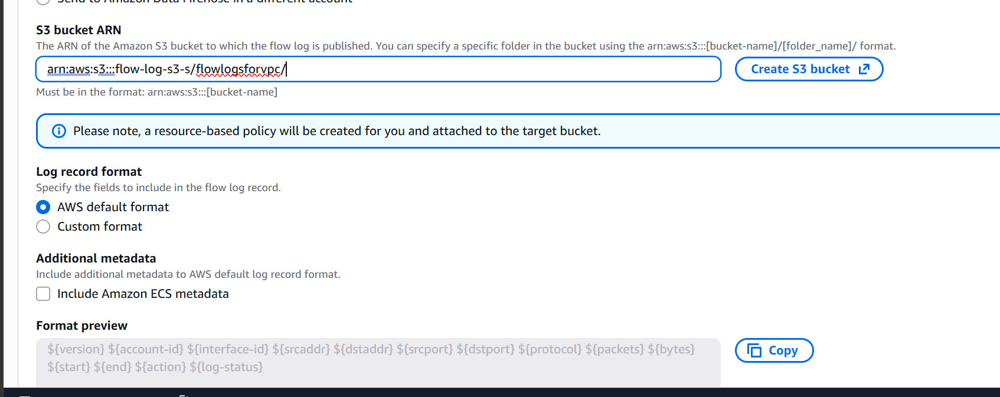 Send to Amazon Data Firehose in a different account
S3 bucket ARN
The ARN of the Amazon S3 bucket to which the flow log is published. You can specify a specific folder in the bucket using the arn:aws:s3:::[bucket-name]/[folder_name]/ format.
arn:aws:s3:::flow-log-s3-s/flowlogsforvpc/
Create S3 bucket
Must be in the format: arn:aws:s3:::[bucket-name]
Please note, a resource-based policy will be created for you and attached to the target bucket.
Log record format
Specify the fields to include in the flow log record.
AWS default format
Custom format
Additional metadata
Include additional metadata to AWS default log record format.
Include Amazon ECS metadata
Format preview
${version} ${account-id} ${interface-id} ${srcaddr} ${dstaddr} ${srcport} ${dstport} ${protocol} ${packets} ${bytes}
${start} ${end} ${action} ${log-status}
Copy